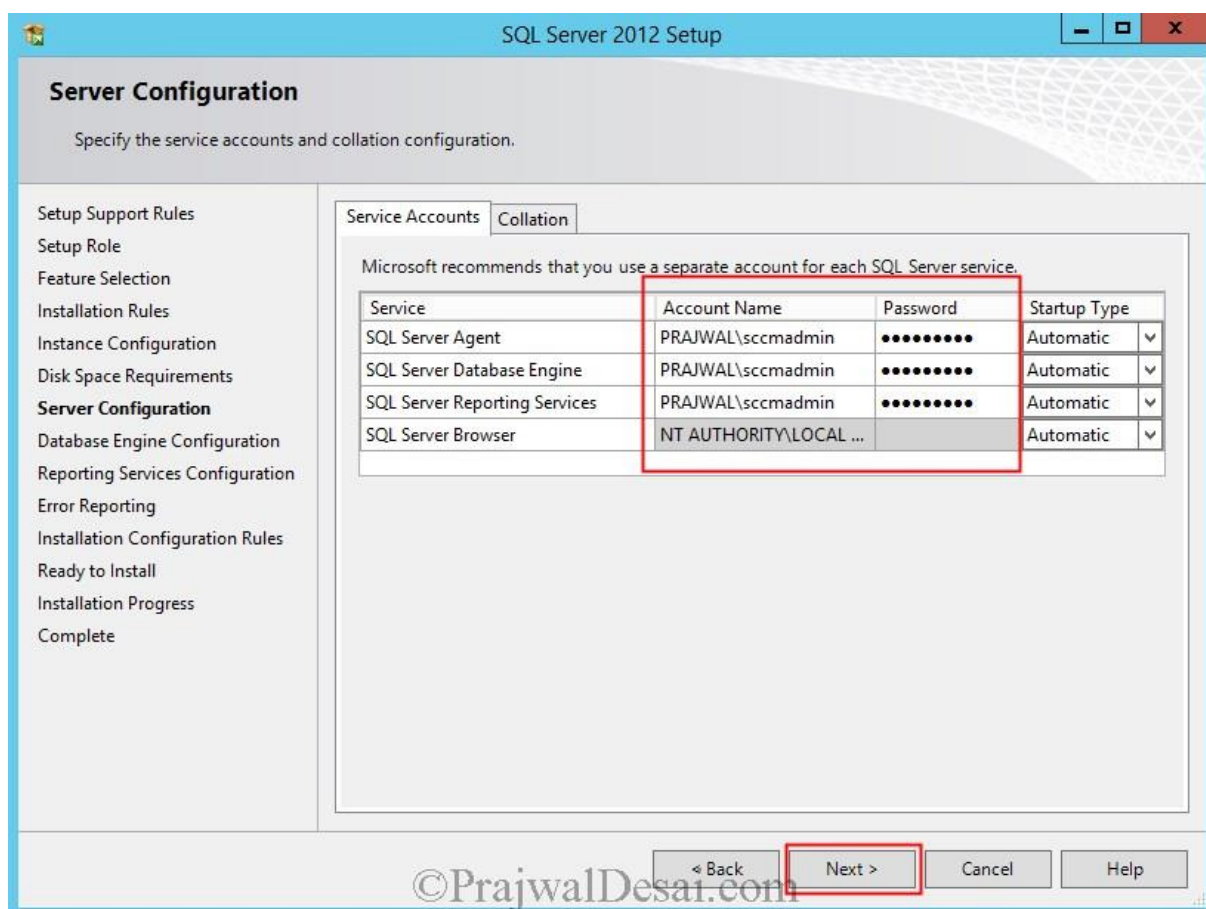 SQL Server 2012 Setup
Server Configuration
Specify the service accounts and collation configuration.
Setup Support Rules
Setup Role
Feature Selection
Installation Rules
Instance Configuration
Disk Space Requirements
Server Configuration
Database Engine Configuration
Reporting Services Configuration
Error Reporting
Installation Configuration Rules
Ready to Install
Installation Progress
Complete
Service Accounts Collation
Microsoft recommends that you use a separate account for each SQL Server service.
Service Account Name Password Startup Type
SQL Server Agent PRAJWAL\sccmadmin ●●●●●●●●● Automatic
SQL Server Database Engine PRAJWAL\sccmadmin ●●●●●●●●● Automatic
SQL Server Reporting Services PRAJWAL\sccmadmin ●●●●●●●●● Automatic
SQL Server Browser NT AUTHORITY\LOCAL ... Automatic
< Back Next > Cancel Help
©PrajwalDesai.com